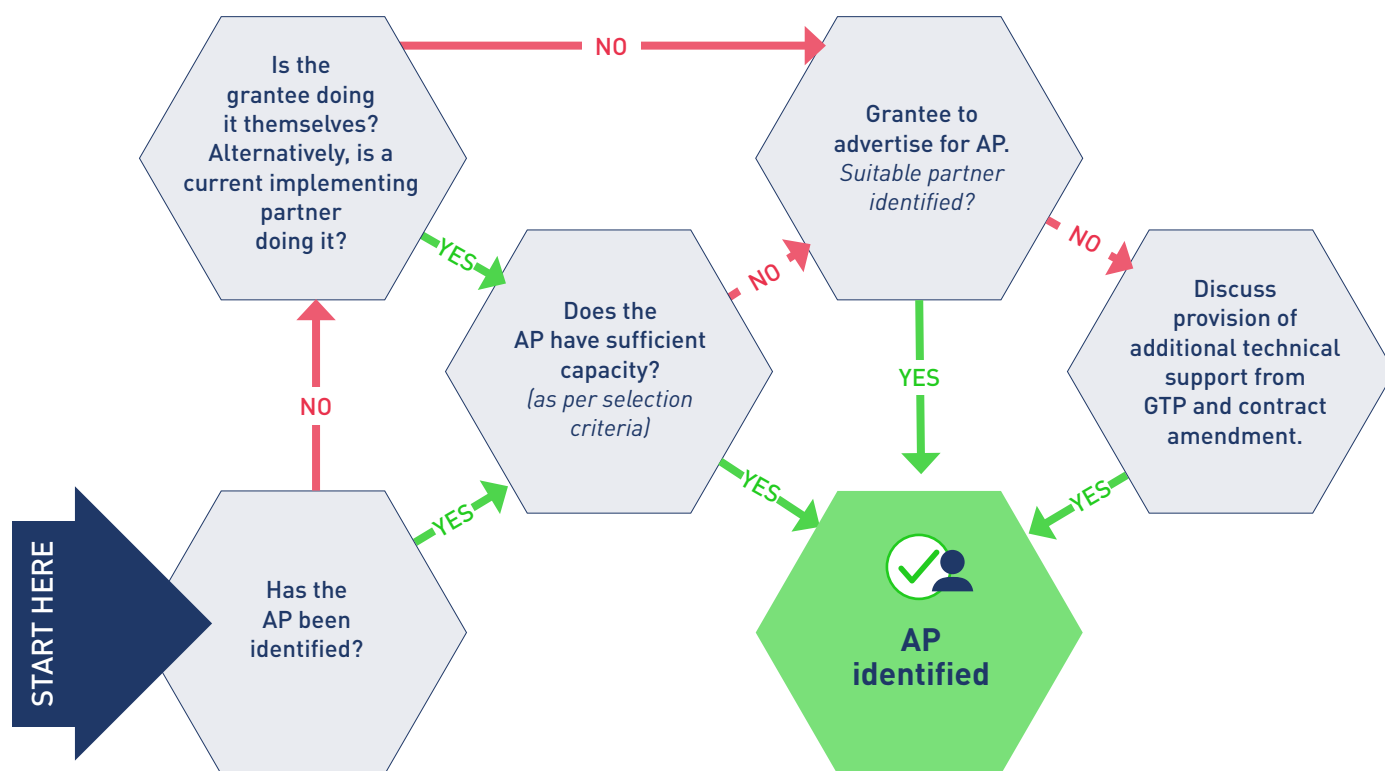 START HERE
Has the
AP been
identified?
NO
YES
Is the
grantee doing
it themselves?
Alternatively, is a
current implementing
partner
doing it?
NO
YES
Does the
AP have sufficient
capacity?
(as per selection
criteria)
NO
YES
Grantee to
advertise for AP.
Suitable partner
identified?
NO
YES
Discuss
provision of
additional technical
support from
GTP and contract
amendment.
YES
AP
identified